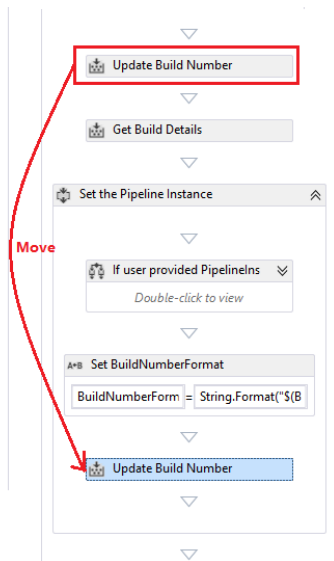 Update Build Number
Get Build Details
Set the Pipeline Instance
Move
If user provided PipelineIns
Double-click to view
A+B Set BuildNumberFormat
BuildNumberForm = String.Format("$(B
Update Build Number